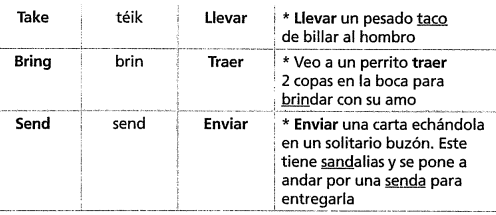 Take téik Llevar * Llevar un pesado taco
de billar al hombro
Bring brin Traer * Veo a un perrito traer
2 copas en la boca para
brindar con su amo
Send send Enviar * Enviar una carta echándola
en un solitario buzón. Este
tiene sandalias y se pone a
andar por una senda para
entregarla